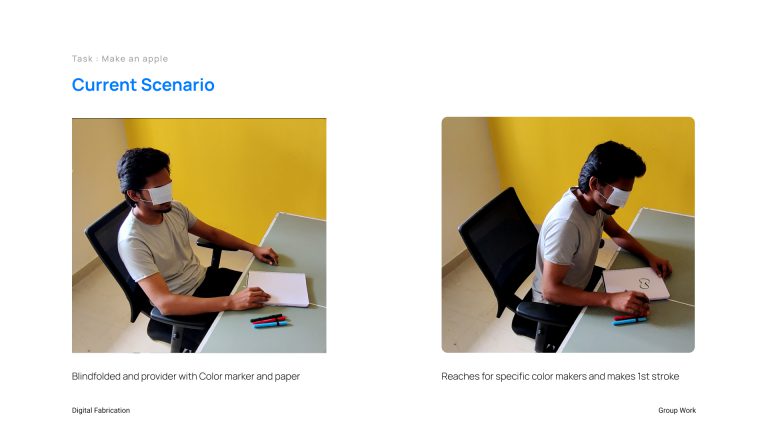 Task : Make an apple
Current Scenario
Blindfolded and provider with Color marker and paper
Reaches for specific color makers and makes 1st stroke
Digital Fabrication
Group Work